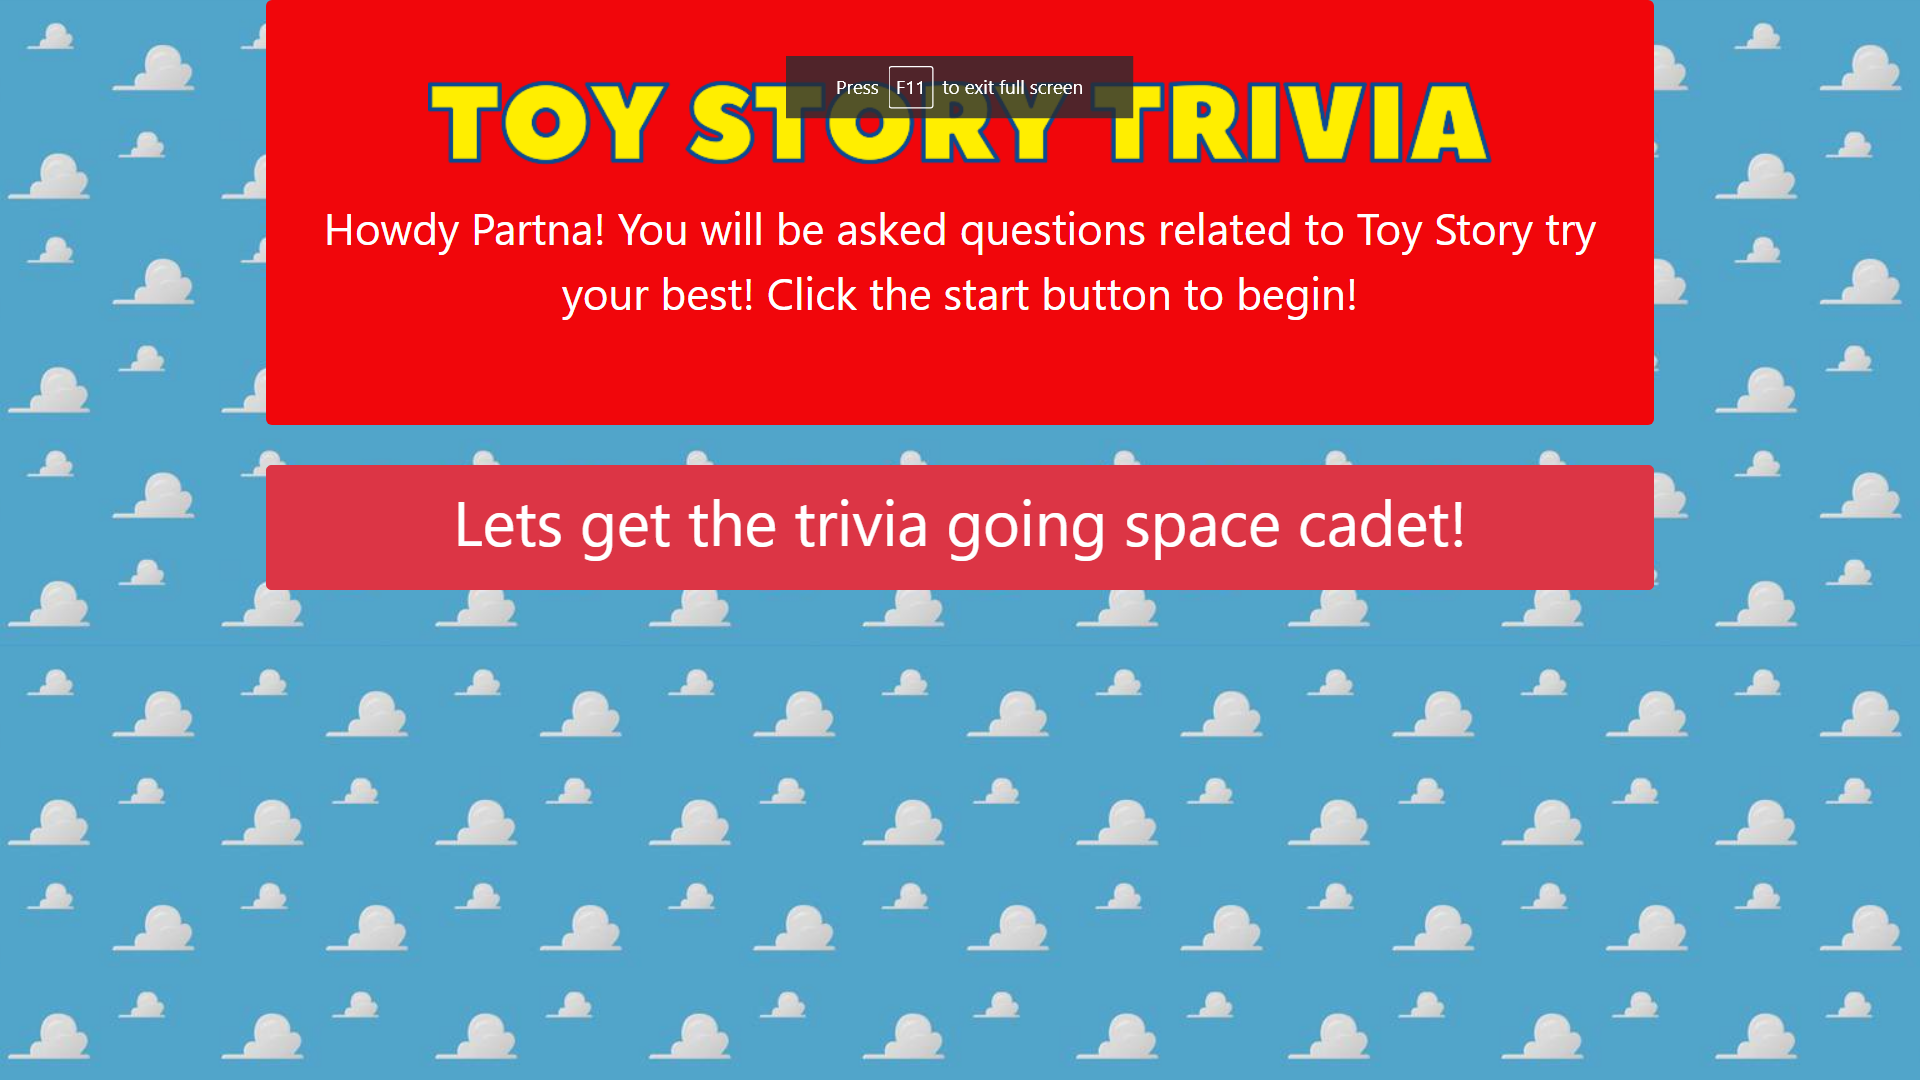 TOY STORY TRIVIA
Press F11 to exit full screen
Howdy Partna! You will be asked questions related to Toy Story try
your best! Click the start button to begin!
Lets get the trivia going space cadet!